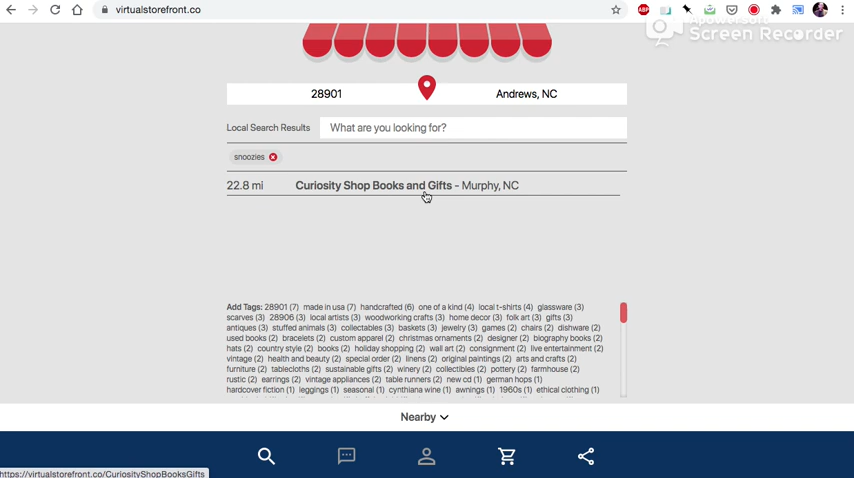 virtualstorefront.co
ABP
Apowersoft
Screen Recorder
28901 Andrews, NC
Local Search Results What are you looking for?
snoozies
22.8 mi Curiosity Shop Books and Gifts - Murphy, NC
Add Tags: 28901 (7) made in usa (7) handcrafted (6) one of a kind (4) local t-shirts (4) glassware (3)
scarves (3) 28906 (3) local artists (3) woodworking crafts (3) home decor (3) folk art (3) gifts (3)
antiques (3) stuffed animals (3) collectables (3) baskets (3) jewelry (3) games (2) chairs (2) dishware (2)
used books (2) bracelets (2) custom apparel (2) christmas ornaments (2) designer (2) biography books (2)
hats (2) country style (2) books (2) holiday shopping (2) wall art (2) consignment (2) live entertainment (2)
vintage (2) health and beauty (2) special order (2) linens (2) original paintings (2) arts and crafts (2)
furniture (2) tablecloths (2) sustainable gifts (2) winery (2) collectibles (2) pottery (2) farmhouse (2)
rustic (2) earrings (2) vintage appliances (2) table runners (2) new cd (1) german hops (1)
hardcover fiction (1) leggings (1) seasonal (1) cynthiana wine (1) awnings (1) 1960s (1) ethical clothing (1)
Nearby
https://virtualstorefront.co/CuriosityShopBooksGifts